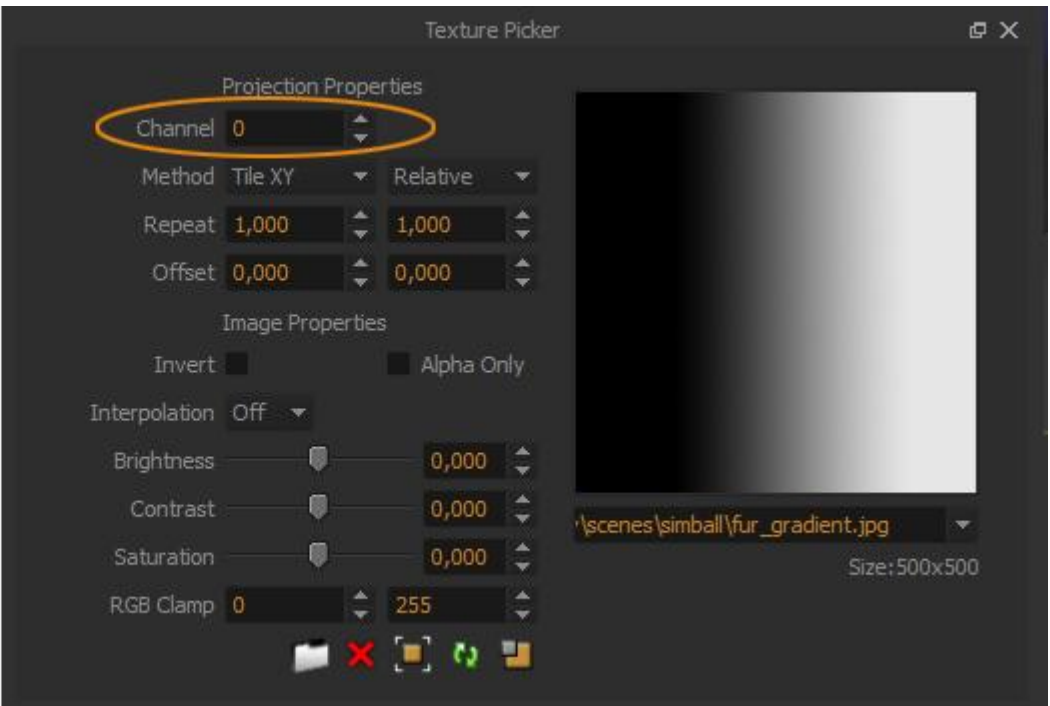 Texture Picker
Projection Properties
Channel 0
Method Tile XY Relative
Repeat 1,000 1,000
Offset 0,000 0,000
Image Properties
Invert Alpha Only
Interpolation Off
Brightness 0,000
Contrast 0,000
\scenes\simball\fur_gradient.jpg
Saturation 0,000
Size:500x500
RGB Clamp 0 255